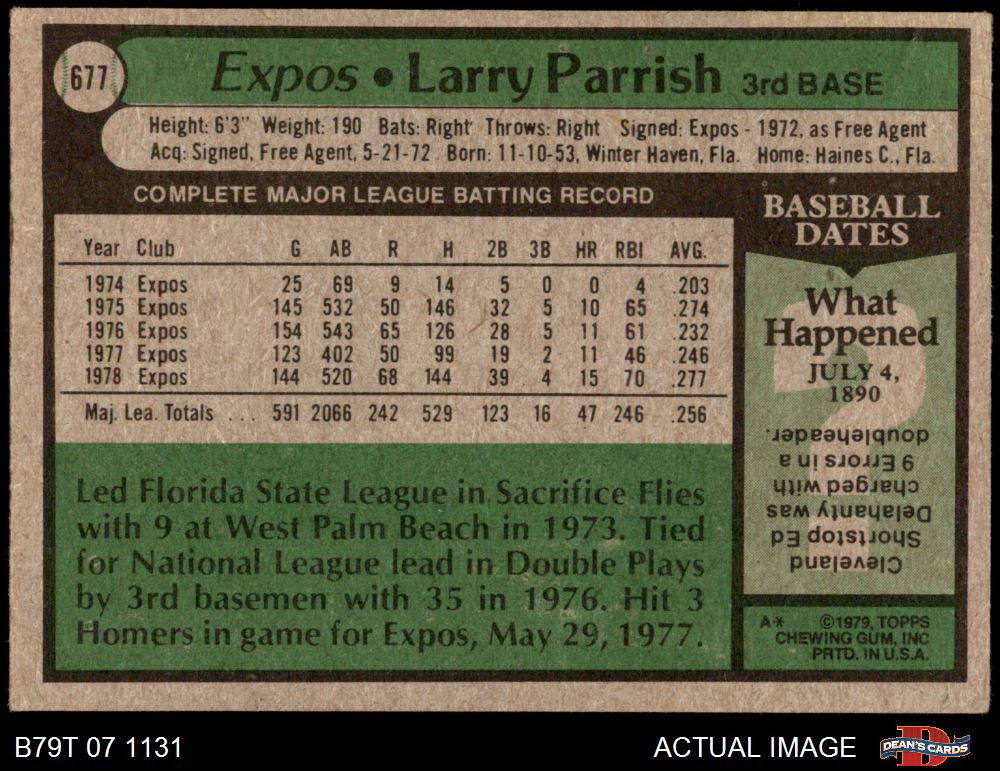 677
Expos • Larry Parrish 3rd BASE
Height: 6'3" Weight: 190 Bats: Right Throws: Right Signed: Expos - 1972, as Free Agent
Acq: Signed, Free Agent, 5-21-72 Born: 11-10-53, Winter Haven, Fla. Home: Haines C., Fla.
COMPLETE MAJOR LEAGUE BATTING RECORD
Year Club G AB R H 2B 3B HR RBI AVG.
1974 Expos 25 69 9 14 5 0 0 4 .203
1975 Expos 145 532 50 146 32 5 10 65 .274
1976 Expos 154 543 65 126 28 5 11 61 .232
1977 Expos 123 402 50 99 19 2 11 46 .246
1978 Expos 144 520 68 144 39 4 15 70 .277
Maj. Lea. Totals ... 591 2066 242 529 123 16 47 246 .256
Led Florida State League in Sacrifice Flies
with 9 at West Palm Beach in 1973. Tied
for National League lead in Double Plays
by 3rd basemen with 35 in 1976. Hit 3
Homers in game for Expos, May 29, 1977.
BASEBALL
DATES
What
Happened
JULY 4,
1890
Cleveland
Shortstop Ed
Delahanty was
charged with
9 Errors in a
doubleheader.
A* ©1979, TOPPS
CHEWING GUM, INC
PRTD. IN U.S.A.
B79T 07 1131
ACTUAL IMAGE
DEAN'S CARDS